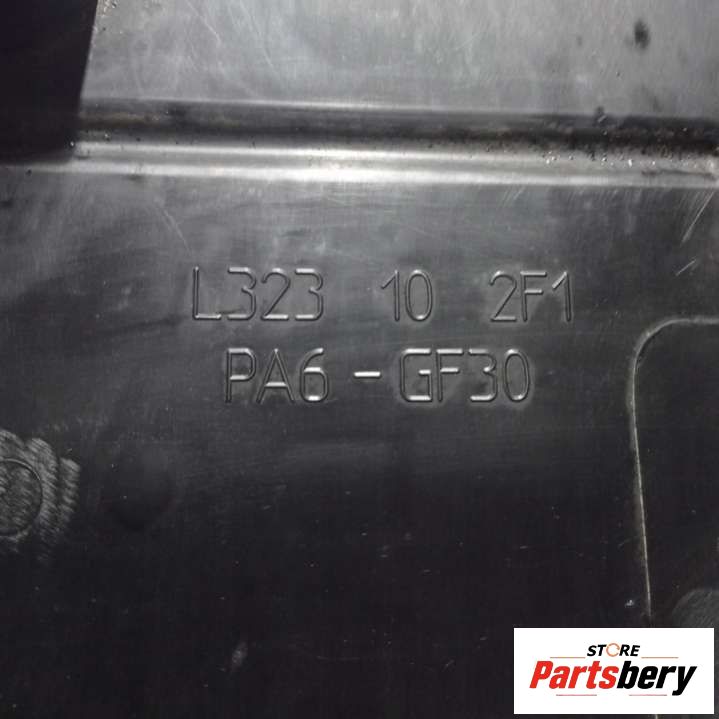 L323 10 2F1
PA6-GF30
STORE
Partsbery